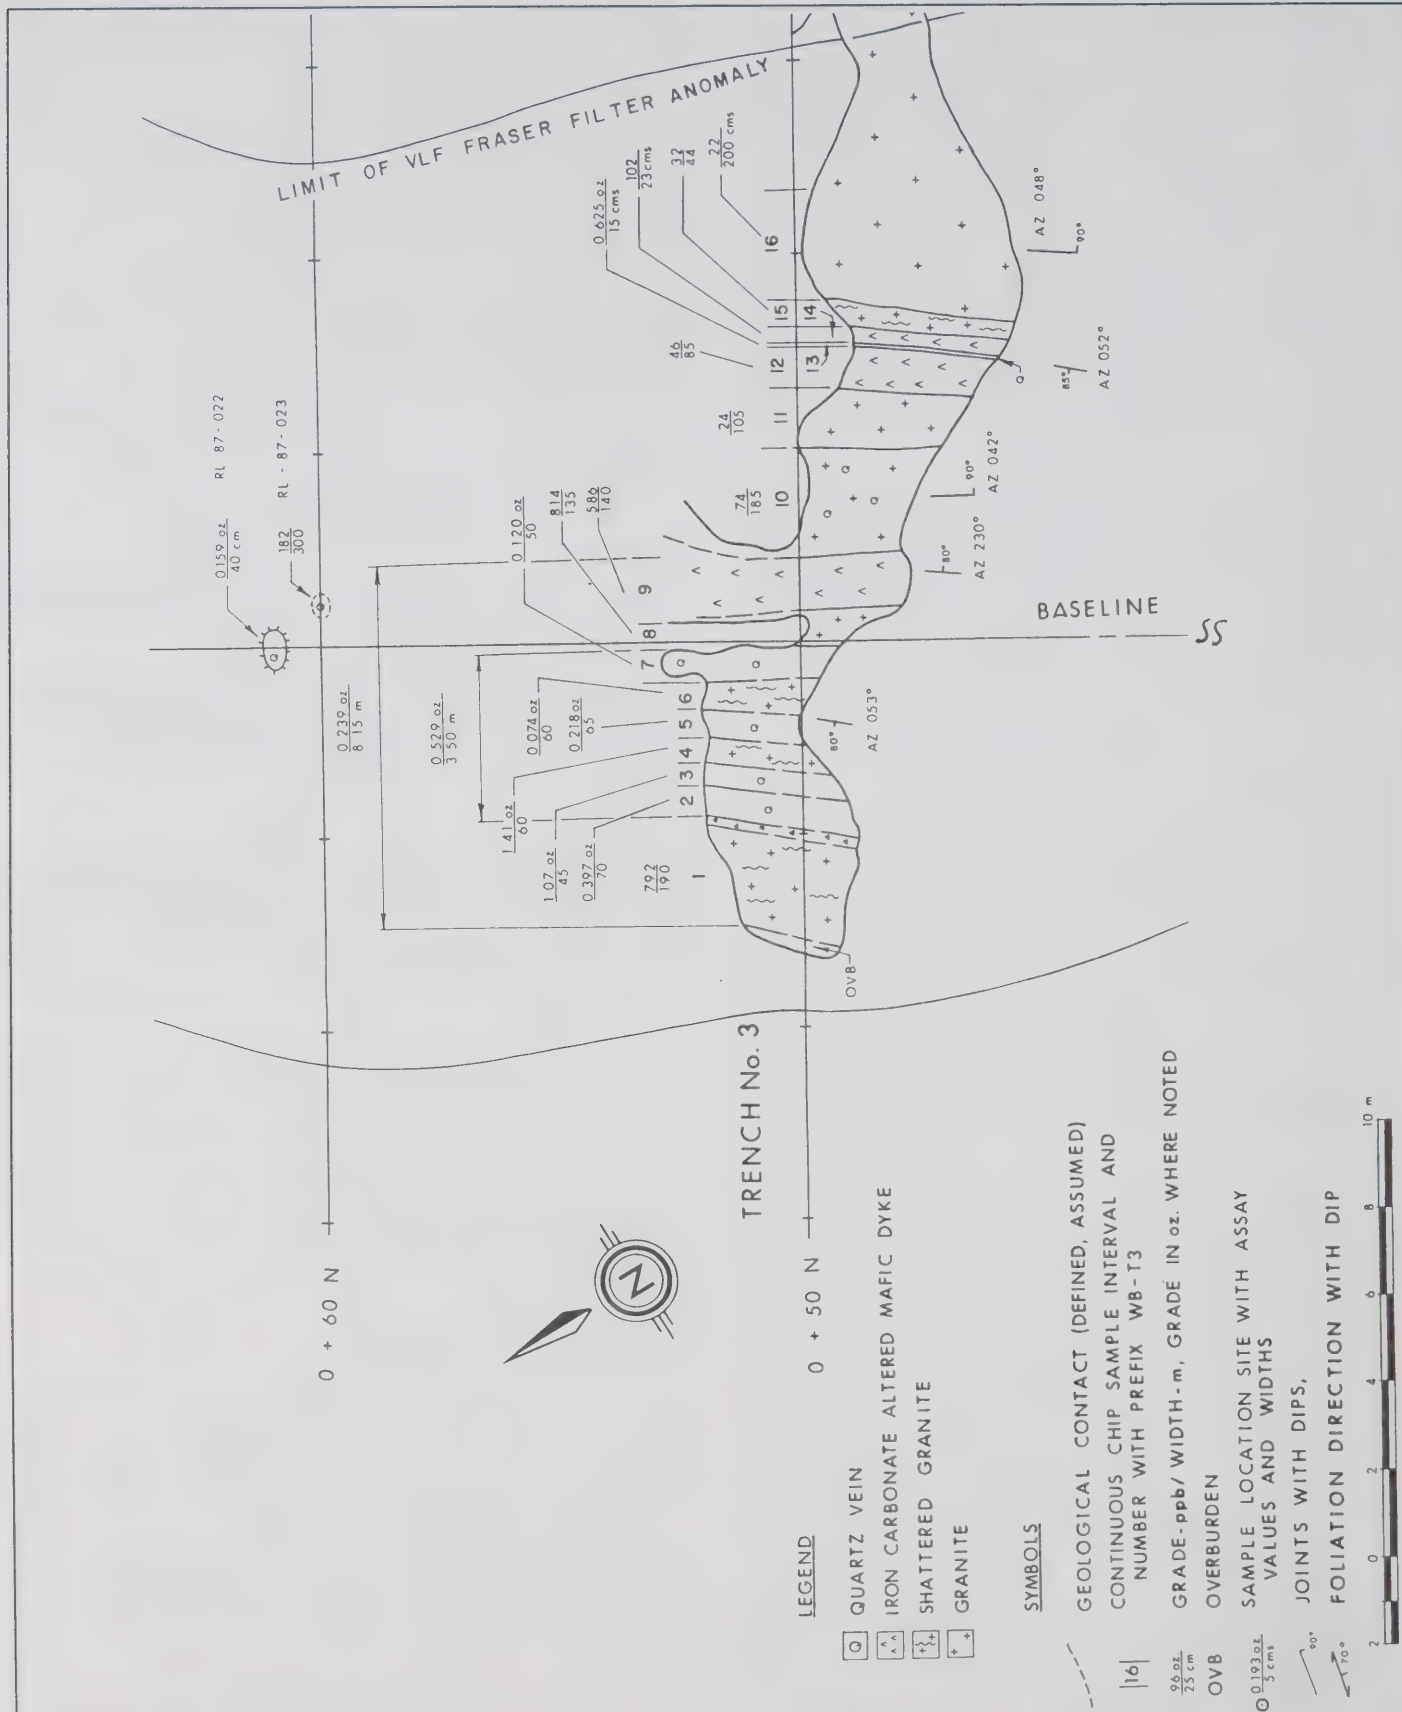 LIMIT OF VLF FRASER FILTER ANOMALY
0.625 oz
15 cms
102
23 cms
32
44
22
200 cms
16
15
14
13
12
46
85
11
24
105
10
74
185
AZ 048°
90°
AZ 052°
85°
Q
AZ 042°
90°
AZ 230°
80°
RL 87-022
0.159 oz
40 cm
RL - 87-023
182
300
0.120 oz
50
814
135
586
140
9
8
7
BASELINE
SS
0.239 oz
8.15 m
0.529 oz
3.50 m
0.074 oz
60
0.218 oz
65
6
5
4
3
2
1
1.41 oz
60
1.07 oz
45
0.397 oz
70
792
190
80°
AZ 053°
OVB
TRENCH No. 3
0 + 60 N
0 + 50 N
N
LEGEND
Q QUARTZ VEIN
^ ^ ^ IRON CARBONATE ALTERED MAFIC DYKE
SHATTERED GRANITE
+ + GRANITE
SYMBOLS
GEOLOGICAL CONTACT (DEFINED, ASSUMED)
|16| CONTINUOUS CHIP SAMPLE INTERVAL AND
NUMBER WITH PREFIX WB-T3
96 oz.
25 cm
GRADE-ppb/ WIDTH-m, GRADE IN oz. WHERE NOTED
OVB OVERBURDEN
0.193 oz
5 cms
SAMPLE LOCATION SITE WITH ASSAY
VALUES AND WIDTHS
90° JOINTS WITH DIPS,
70° FOLIATION DIRECTION WITH DIP
2 0 2 4 6 8 10 m